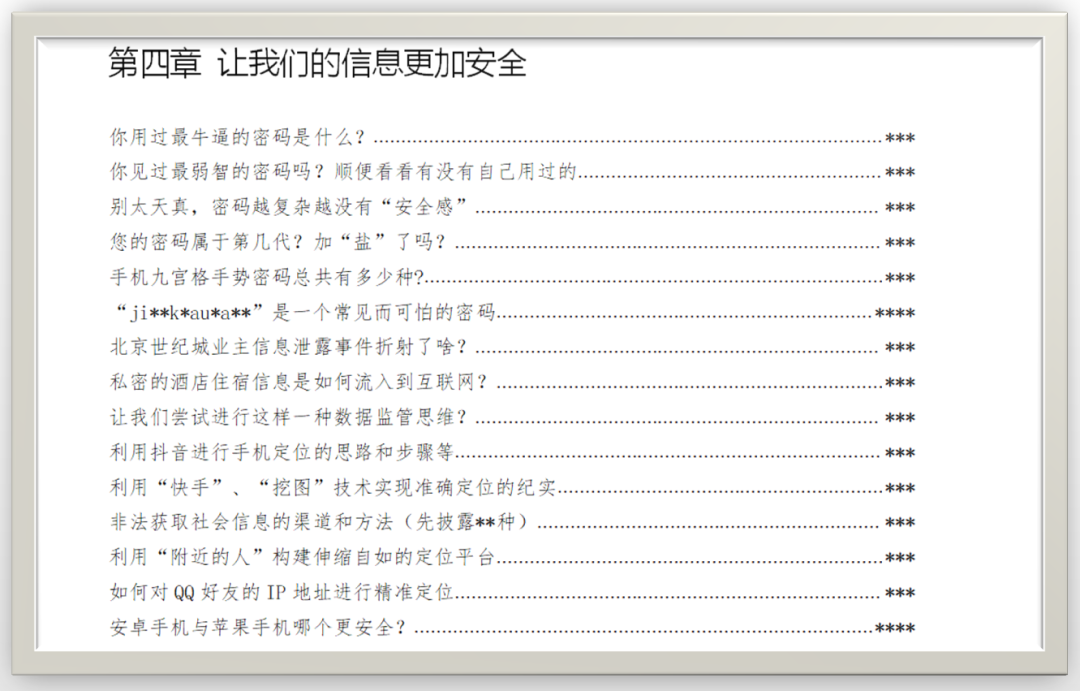 第四章 让我们的信息更加安全
你用过最牛逼的密码是什么？***
你见过最弱智的密码吗？顺便看看有没有自己用过的***
别太天真，密码越复杂越没有“安全感”***
您的密码属于第几代？加“盐”了吗？***
手机九宫格手势密码总共有多少种?***
“ji**k*au*a**”是一个常见而可怕的密码****
北京世纪城业主信息泄露事件折射了啥？***
私密的酒店住宿信息是如何流入到互联网？***
让我们尝试进行这样一种数据监管思维？***
利用抖音进行手机定位的思路和步骤等***
利用“快手”、“挖图”技术实现准确定位的纪实***
非法获取社会信息的渠道和方法（先披露**种）***
利用“附近的人”构建伸缩自如的定位平台***
如何对 QQ 好友的 IP 地址进行精准定位***
安卓手机与苹果手机哪个更安全？****